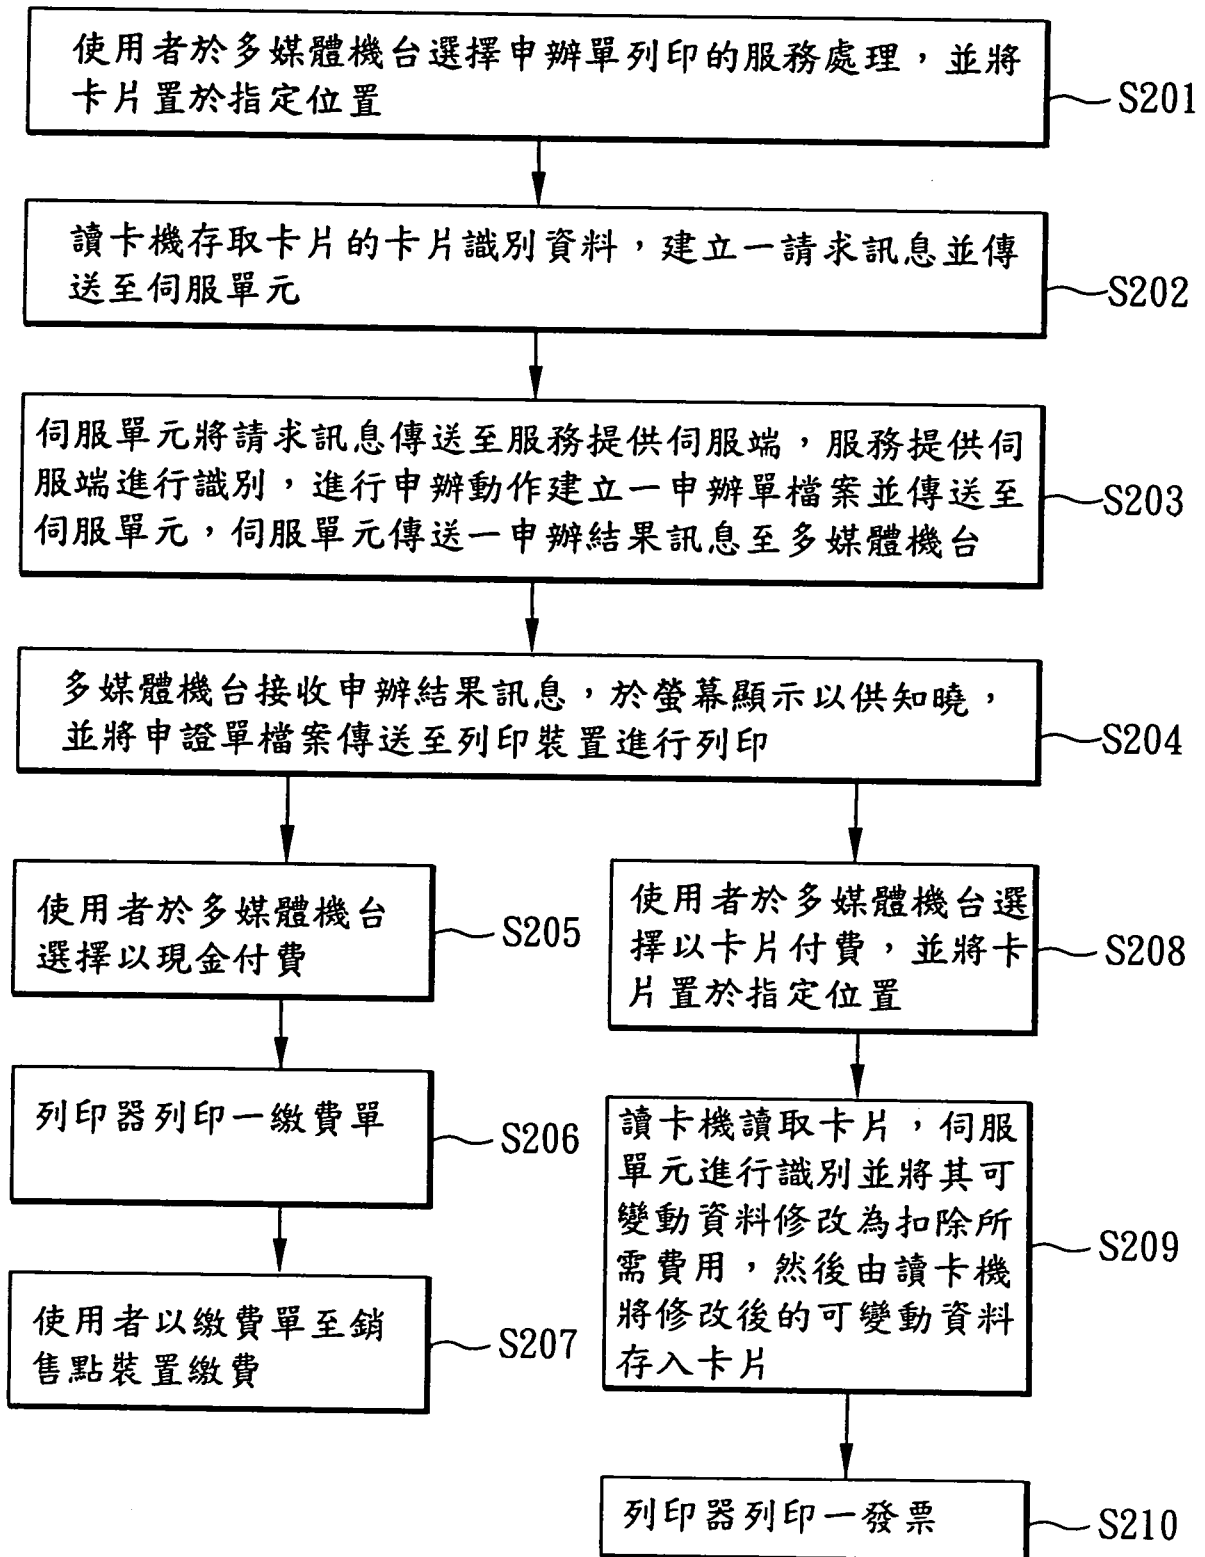 使用者於多媒體機台選擇申辦單列印的服務處理，並將
卡片置於指定位置
S201
讀卡機存取卡片的卡片識別資料，建立一請求訊息並傳
送至伺服單元
S202
伺服單元將請求訊息傳送至服務提供伺服端，服務提供伺
服端進行識別，進行申辦動作建立一申辦單檔案並傳送至
伺服單元，伺服單元傳送一申辦結果訊息至多媒體機台
S203
多媒體機台接收申辦結果訊息，於螢幕顯示以供知曉，
並將申證單檔案傳送至列印裝置進行列印
S204
使用者於多媒體機台
選擇以現金付費
S205
列印器列印一繳費單
S206
使用者以繳費單至銷
售點裝置繳費
S207
使用者於多媒體機台選
擇以卡片付費，並將卡
片置於指定位置
S208
讀卡機讀取卡片，伺服
單元進行識別並將其可
變動資料修改為扣除所
需費用，然後由讀卡機
將修改後的可變動資料
存入卡片
S209
列印器列印一發票
S210